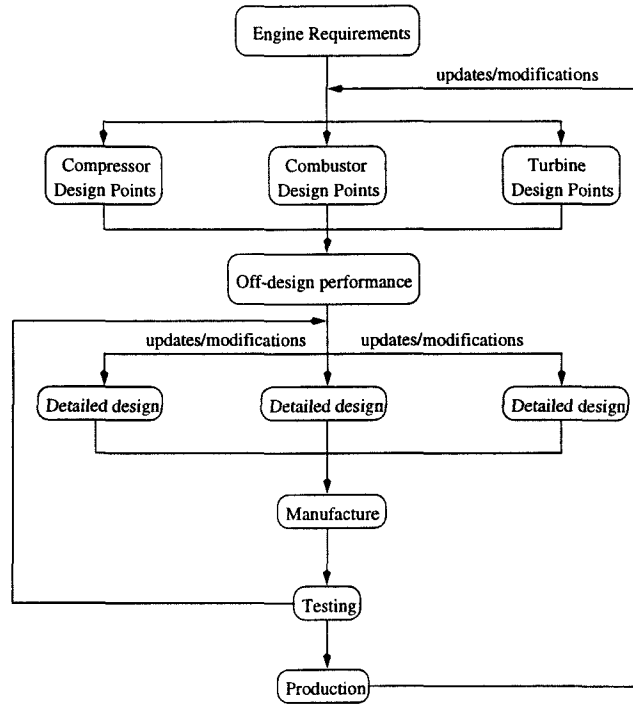 Engine Requirements
updates/modifications
Compressor
Design Points
Combustor
Design Points
Turbine
Design Points
Off-design performance
updates/modifications
updates/modifications
Detailed design
Detailed design
Detailed design
Manufacture
Testing
Production